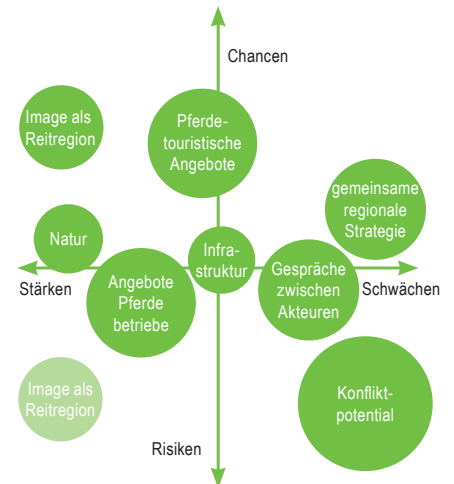 Chancen
Image als
Reitregion
Pferde-
touristische
Angebote
gemeinsame
regionale
Strategie
Natur
Infra-
struktur
Stärken
Angebote
Pferde
betriebe
Gespräche
zwischen
Akteuren
Schwächen
Image als
Reitregion
Konflikt-
potential
Risiken